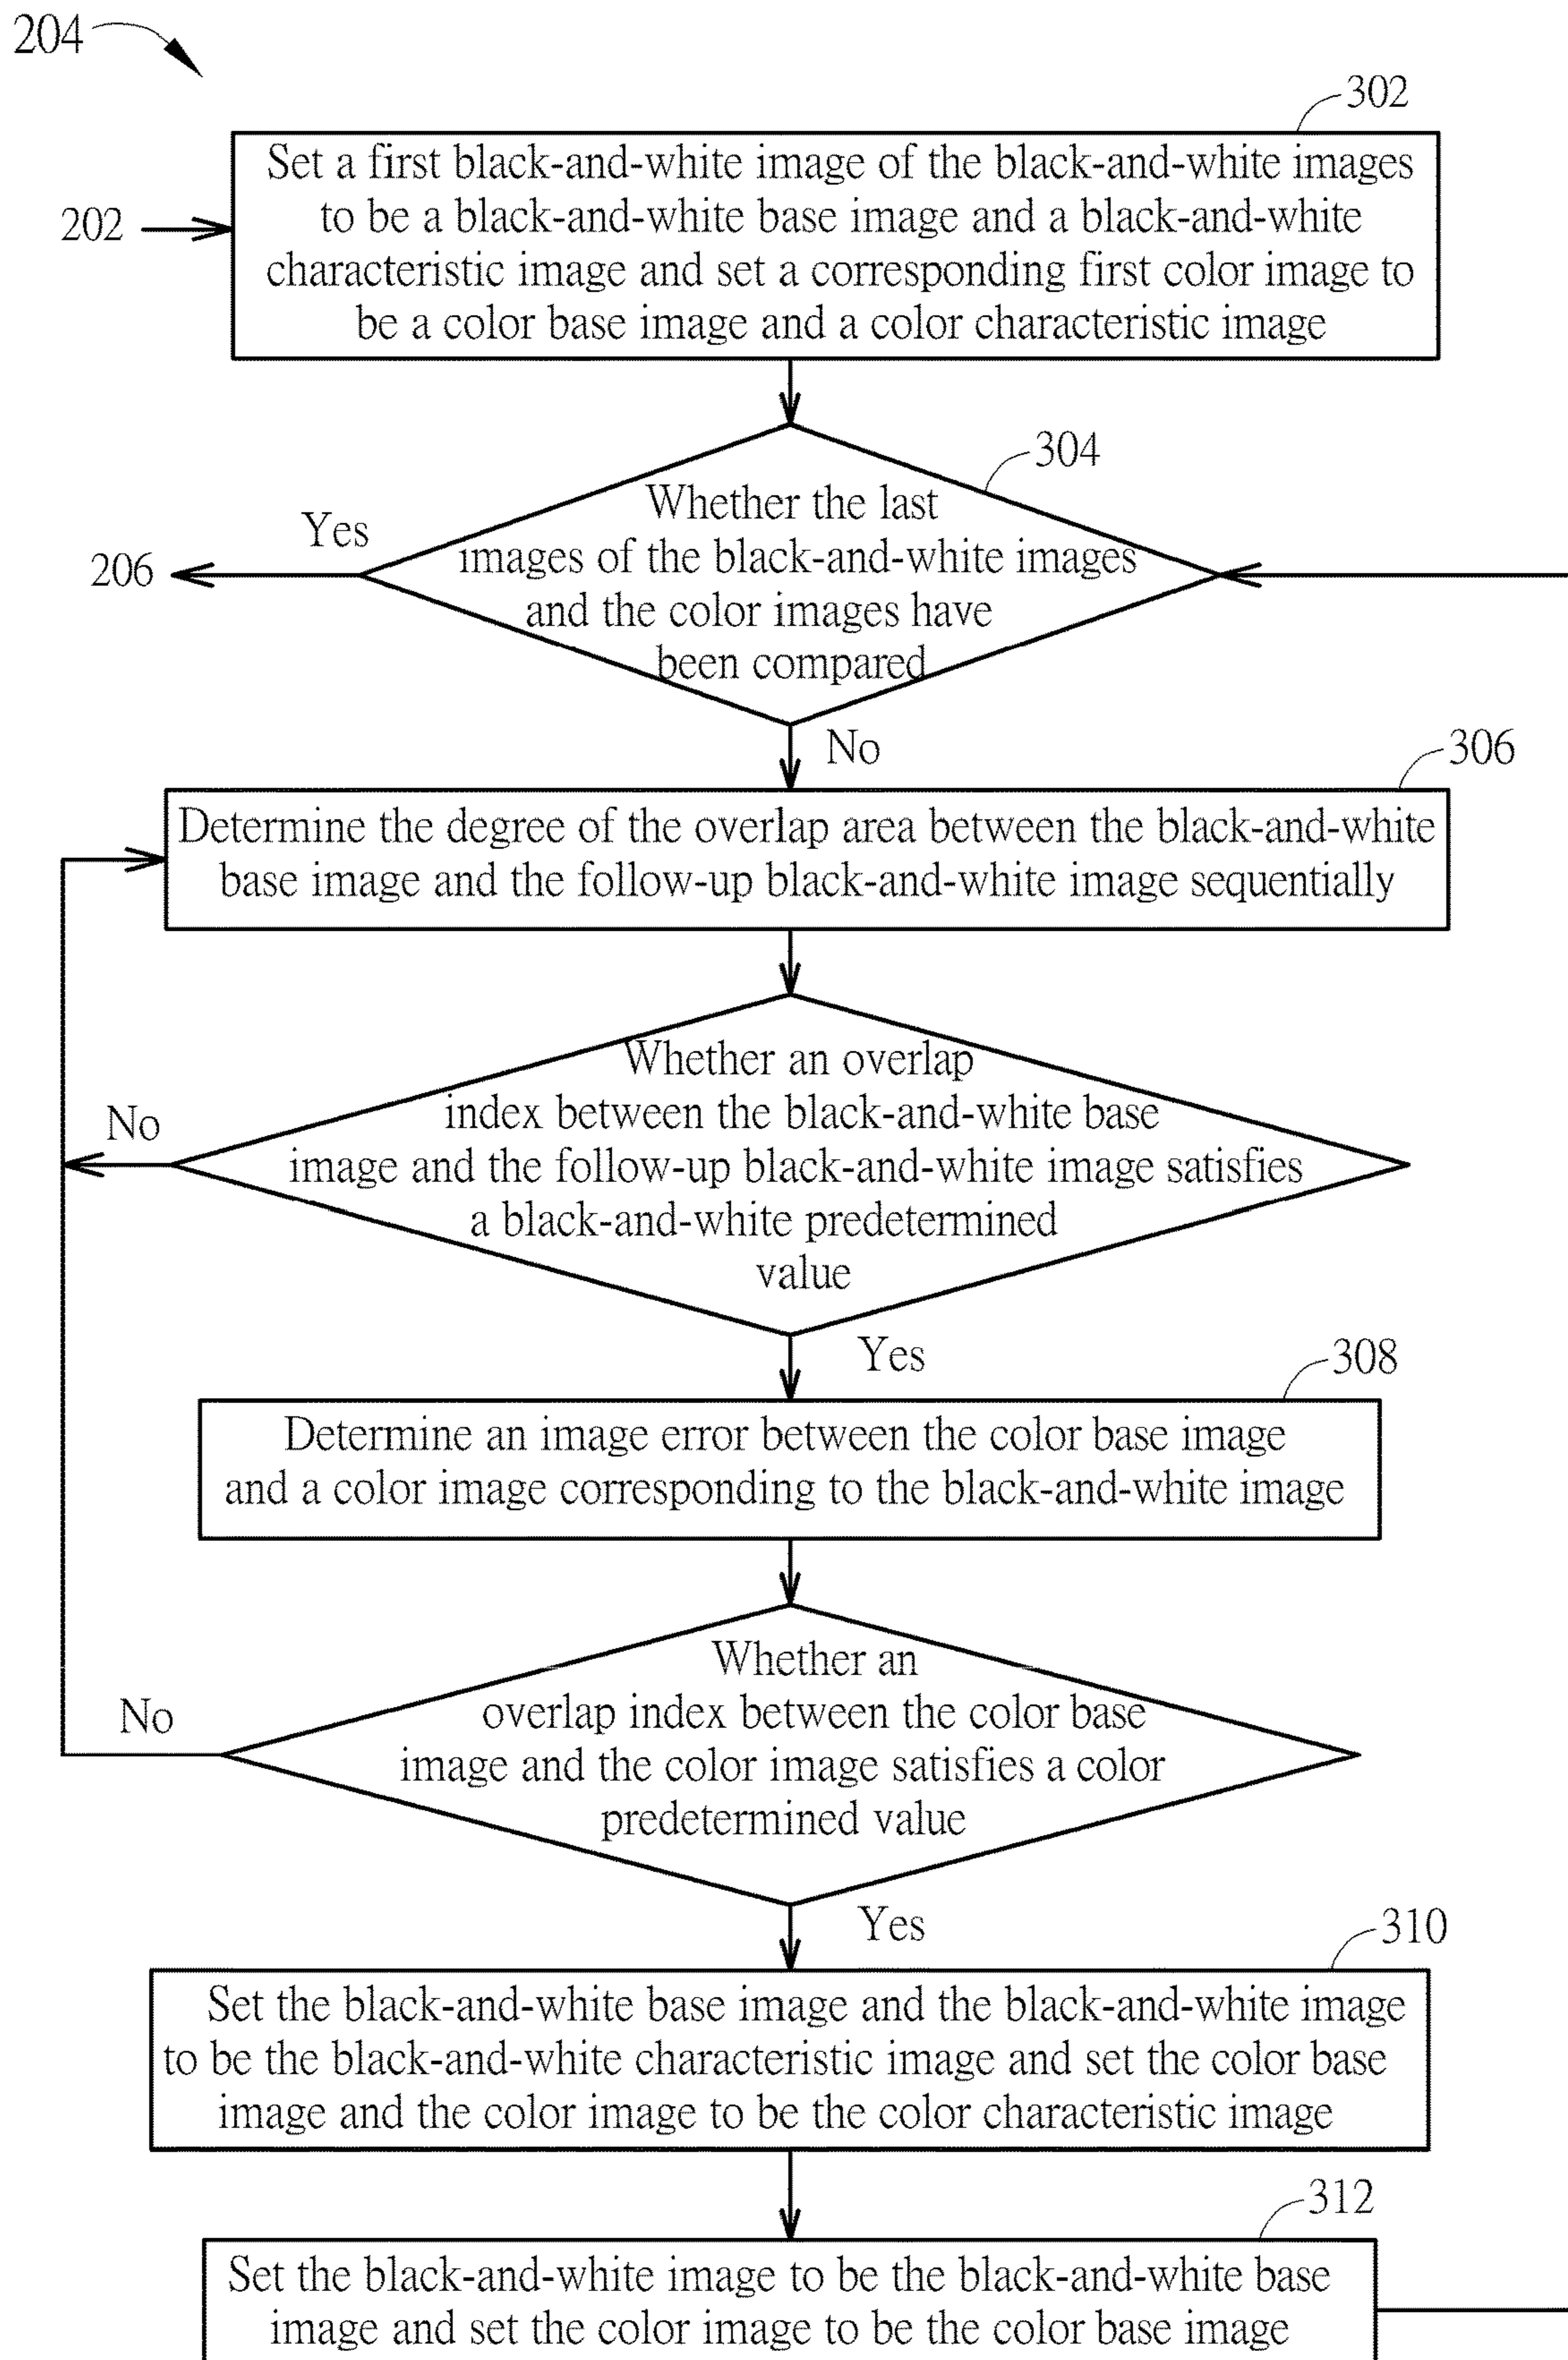 204
302
Set a first black-and-white image of the black-and-white images
to be a black-and-white base image and a black-and-white
characteristic image and set a corresponding first color image to
be a color base image and a color characteristic image
202
304
Whether the last
images of the black-and-white images
and the color images have
been compared
Yes
206
No
306
Determine the degree of the overlap area between the black-and-white
base image and the follow-up black-and-white image sequentially
Whether an overlap
index between the black-and-white base
image and the follow-up black-and-white image satisfies
a black-and-white predetermined
value
No
Yes
308
Determine an image error between the color base image
and a color image corresponding to the black-and-white image
Whether an
overlap index between the color base
image and the color image satisfies a color
predetermined value
No
Yes
310
Set the black-and-white base image and the black-and-white image
to be the black-and-white characteristic image and set the color base
image and the color image to be the color characteristic image
312
Set the black-and-white image to be the black-and-white base
image and set the color image to be the color base image